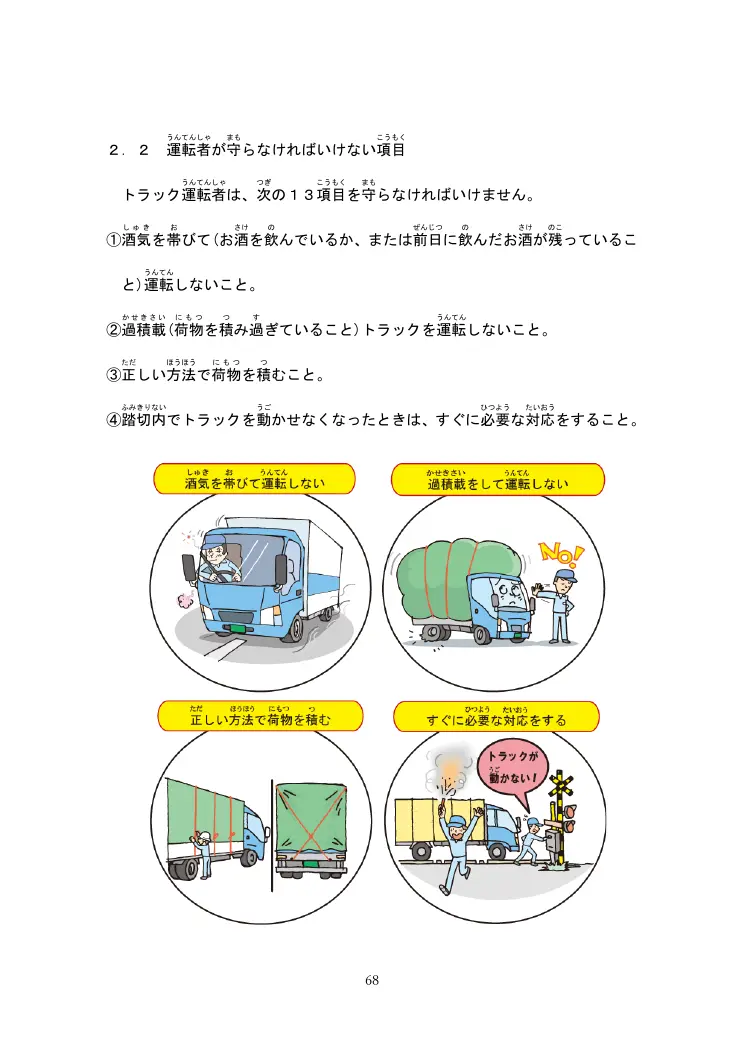 ２．２　運転者が守らなければいけない項目
トラック運転者は、次の１３項目を守らなければいけません。
①酒気を帯びて(お酒を飲んでいるか、または前日に飲んだお酒が残っているこ
と)運転しないこと。
②過積載(荷物を積み過ぎていること)トラックを運転しないこと。
③正しい方法で荷物を積むこと。
④踏切内でトラックを動かせなくなったときは、すぐに必要な対応をすること。
酒気を帯びて運転しない
過積載をして運転しない
NO!
正しい方法で荷物を積む
すぐに必要な対応をする
トラックが
動かない！
68